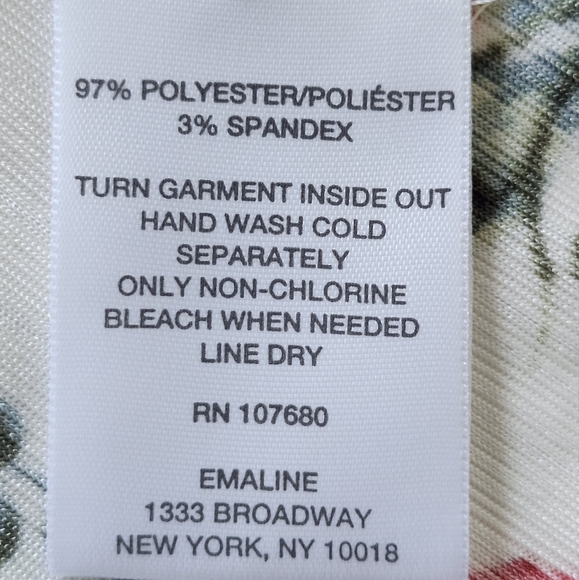 97% POLYESTER/POLIÉSTER
3% SPANDEX
TURN GARMENT INSIDE OUT
HAND WASH COLD
SEPARATELY
ONLY NON-CHLORINE
BLEACH WHEN NEEDED
LINE DRY
RN 107680
EMALINE
1333 BROADWAY
NEW YORK, NY 10018